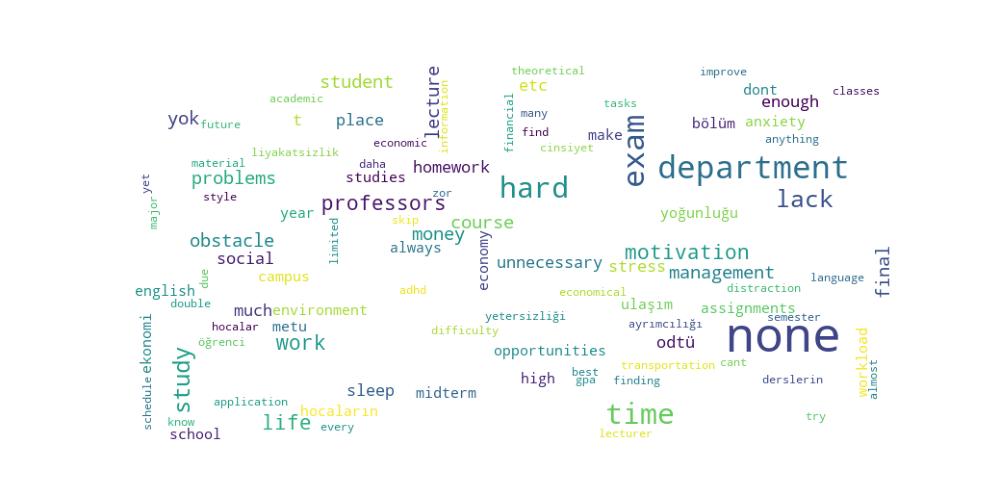 theoretical
improve
student
etc
dont
classes
academic
lecture
information
financial
tasks
enough
yok
future
t
place
many
find
make
exam
bölüm
anxiety
anything
economic
cinsiyet
liyakatsizlik
material
daha
homework
department
problems
studies
hard
yet
style
zor
lack
major
year
professors
skip
course
yoğunluğu
obstacle
limited
money
always
social
economy
unnecessary
motivation
stress
management
final
campus
due
language
english
adhd
economical
distraction
double
much
environment
ulaşım
assignments
hocalar
metu
yetersizliği
ayrımcılığı
semester
ekonomi
öğrenci
work
difficulty
opportunities
odtü
none
workload
study
transportation
cant
almost
high
best
gpa
finding
derslerin
schedule
sleep
midterm
application
hocaların
know
life
every
time
try
school
lecturer